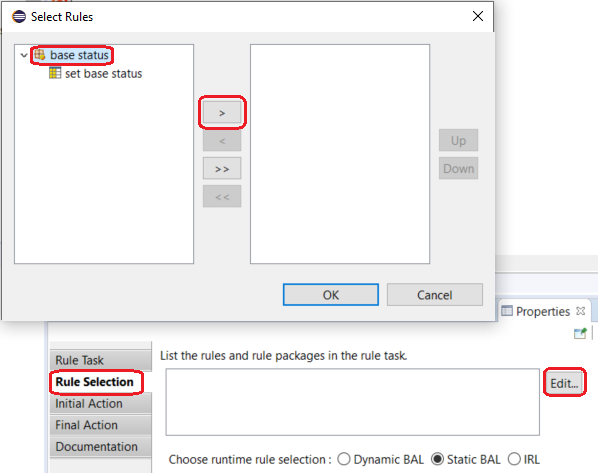 Select Rules
base status
set base status
>
<
>>
<<
Up
Down
OK
Cancel
Properties
Rule Task
Rule Selection
Initial Action
Final Action
Documentation
List the rules and rule packages in the rule task.
Edit...
Choose runtime rule selection : Dynamic BAL Static BAL IRL